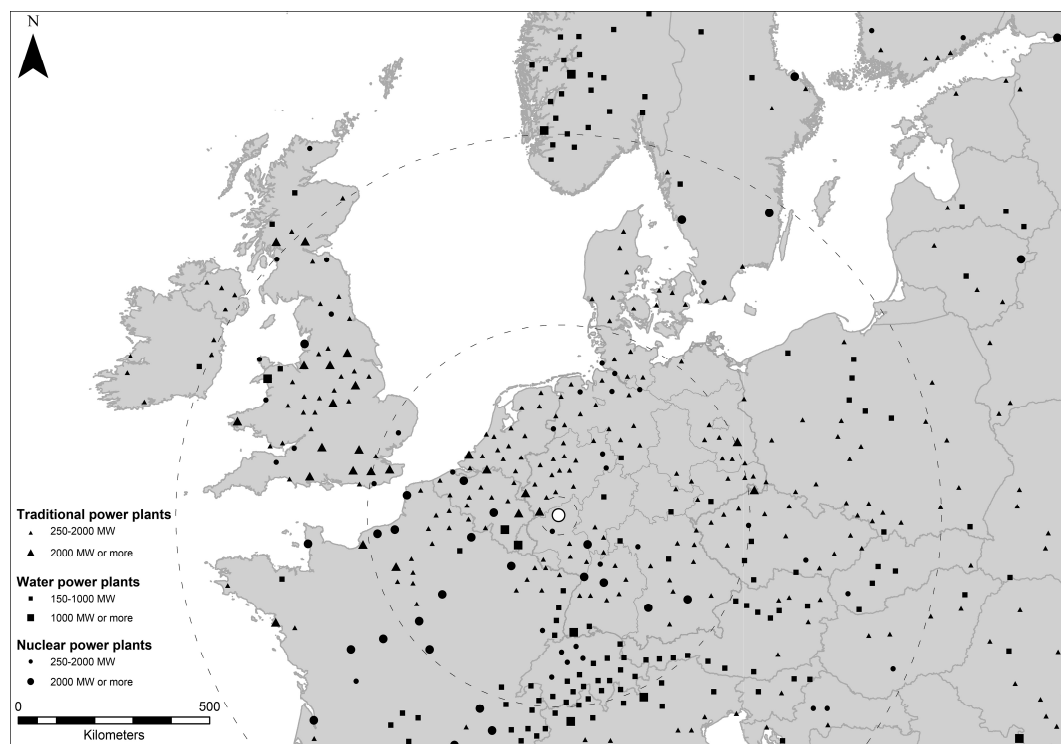 N
Traditional power plants
250-2000 MW
2000 MW or more
Water power plants
150-1000 MW
1000 MW or more
Nuclear power plants
250-2000 MW
2000 MW or more
0 500
Kilometers